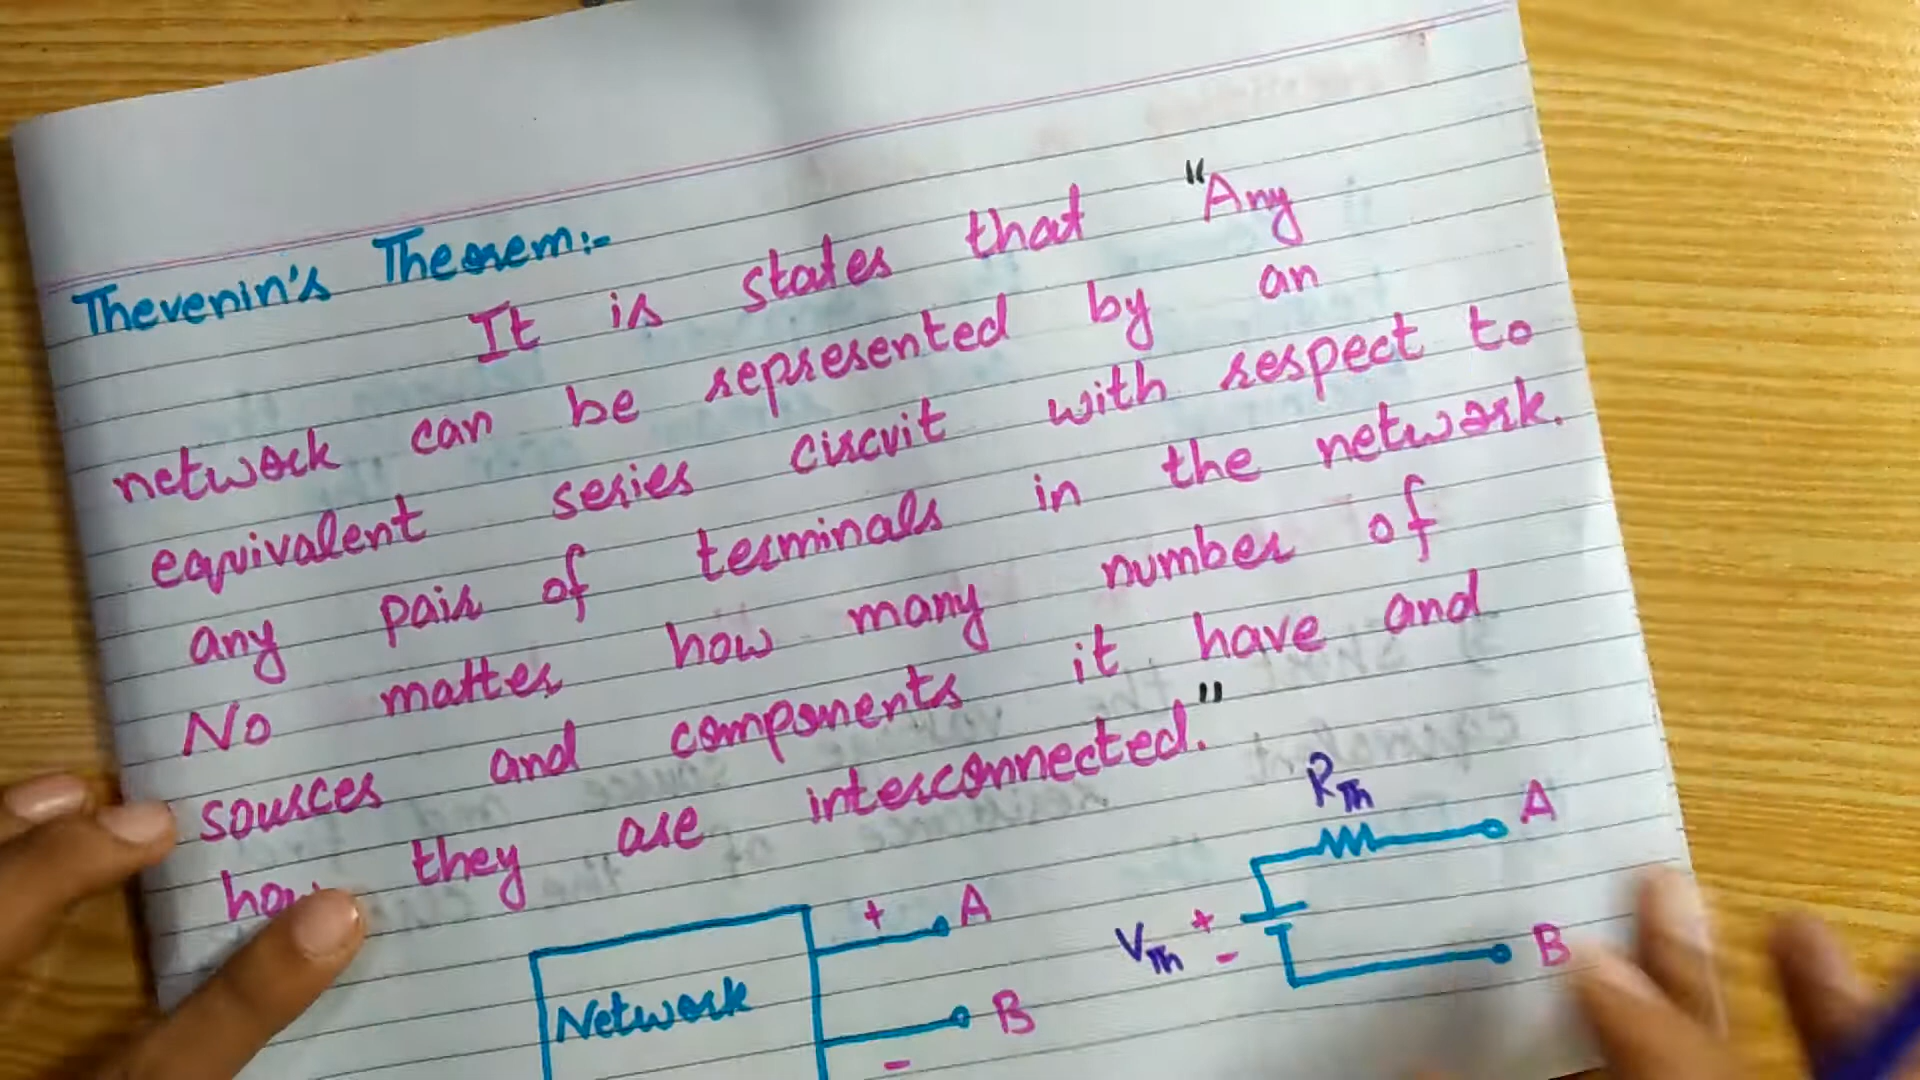 Thevenin's Theorem:-
It is states that "Any
network can be represented by an
equivalent series circuit with respect to
any pair of terminals in the network.
No matter how many number of
sources and components it have and
how they are interconnected."
Network
+ A
B
-
RTh
A
VTh + -
B